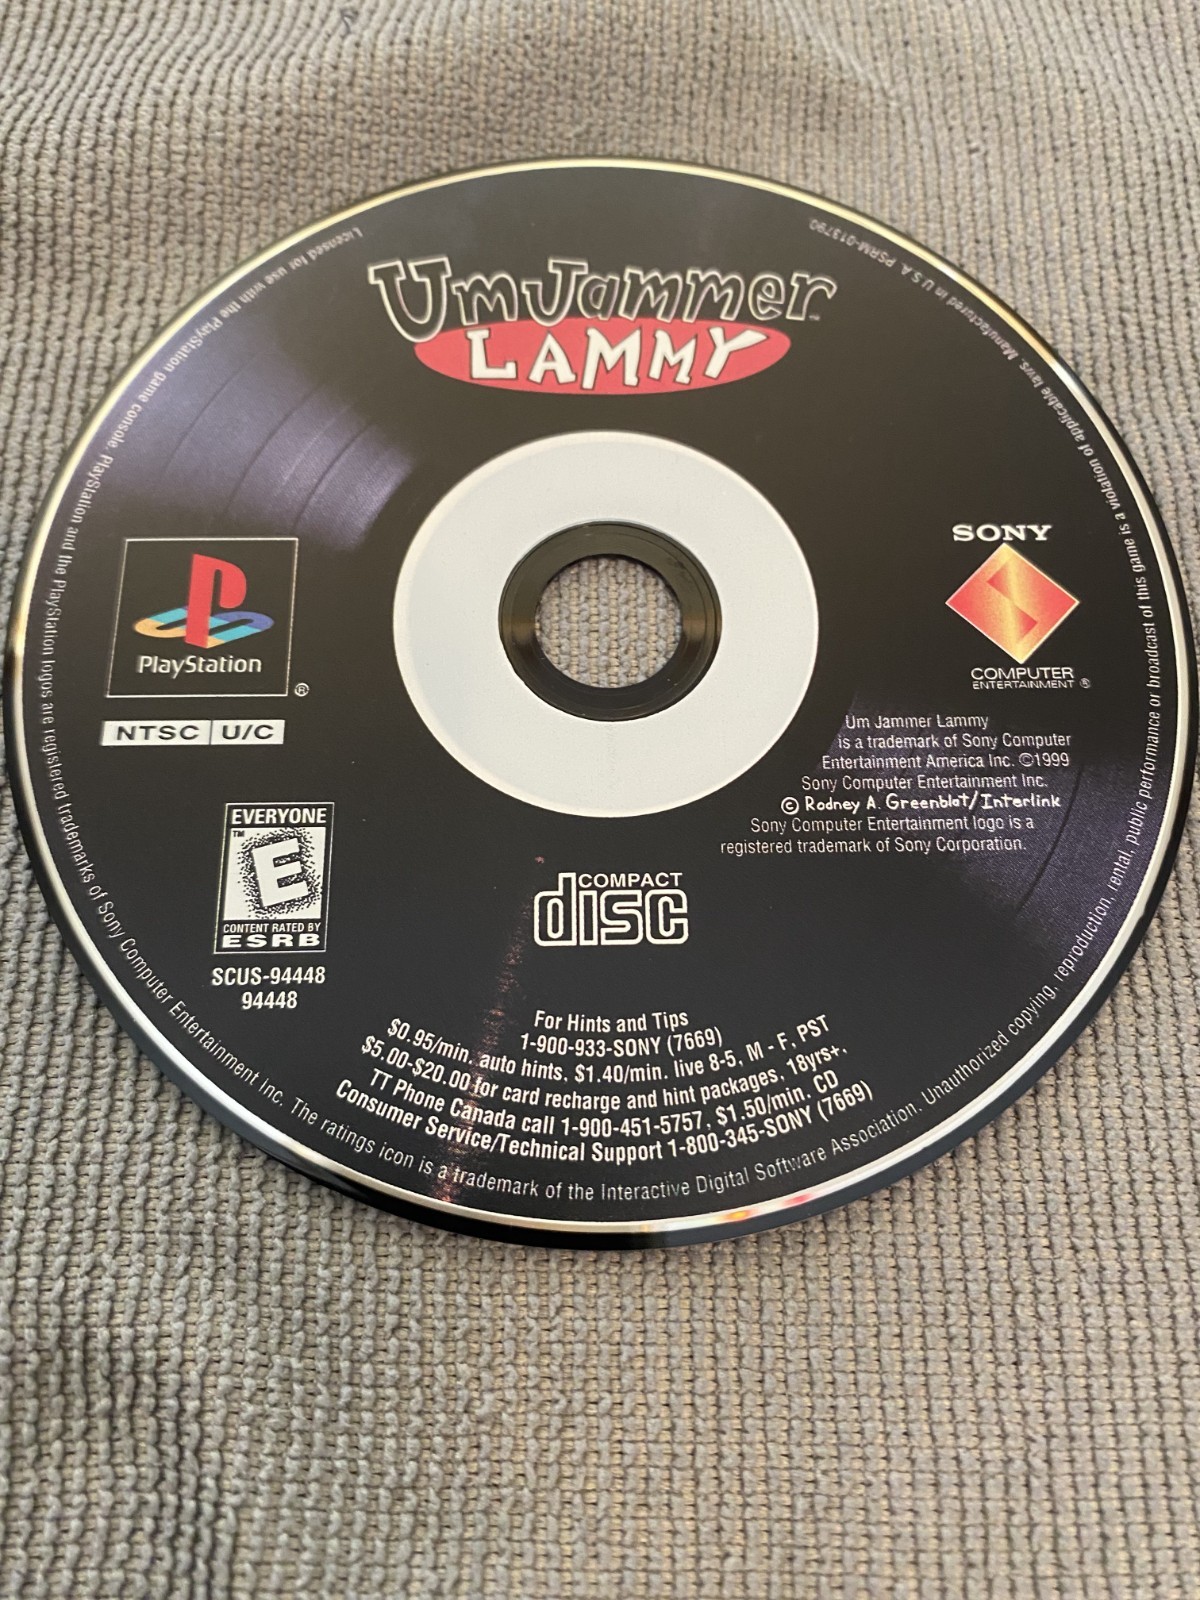 Um Jammer™
LAMMY
SONY
COMPUTER
ENTERTAINMENT ®
PlayStation
®
NTSC U/C
Um Jammer Lammy
is a trademark of Sony Computer
Entertainment America Inc. ©1999
Sony Computer Entertainment Inc.
© Rodney A. Greenblat/Interlink
Sony Computer Entertainment logo is a
registered trademark of Sony Corporation.
EVERYONE
™
E
CONTENT RATED BY
ESRB
SCUS-94448
94448
COMPACT
disc
For Hints and Tips
1-900-933-SONY (7669)
$0.95/min. auto hints, $1.40/min. live 8-5, M - F, PST
$5.00-$20.00 for card recharge and hint packages, 18yrs+.
TT Phone Canada call 1-900-451-5757, $1.50/min. CD
Consumer Service/Technical Support 1-800-345-SONY (7669)
Licensed for use with the PlayStation game console. PlayStation and the PlayStation logos are registered trademarks of Sony Computer Entertainment Inc. The ratings icon is a trademark of the Interactive Digital Software Association. Unauthorized copying, reproduction, rental, public performance or broadcast of this game is a violation of applicable laws. Manufactured in U.S.A. PSRM-013790.